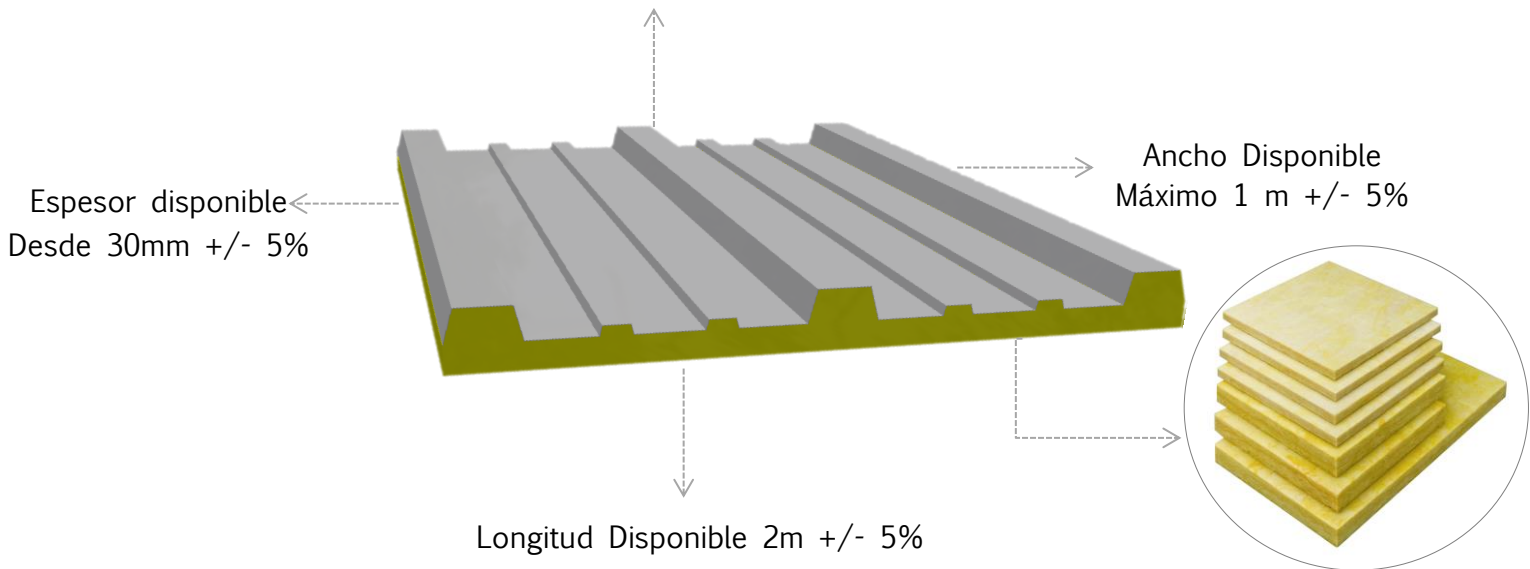 Espesor disponible
Desde 30mm +/- 5%
Ancho Disponible
Máximo 1 m +/- 5%
Longitud Disponible 2m +/- 5%